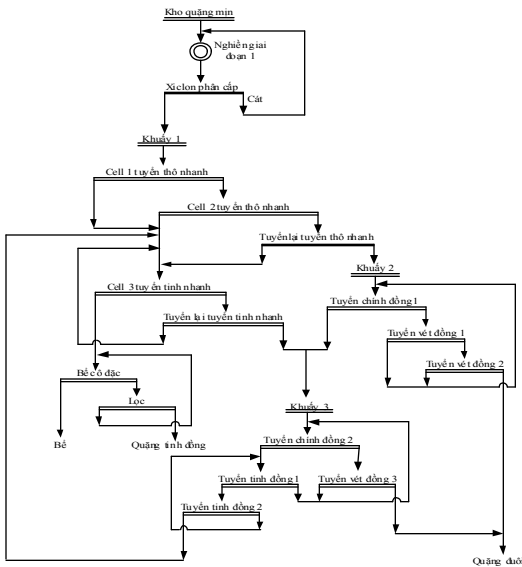 Kho quặng mịn
Nghiền giai
đoạn 1
Xiclon phân cấp
Cát
Khuấy 1
Cell 1 tuyển thô nhanh
Cell 2 tuyển thô nhanh
Tuyển lại tuyển thô nhanh
Khuấy 2
Cell 3 tuyển tinh nhanh
Tuyển chính đồng 1
Tuyển lại tuyển tinh nhanh
Tuyển vét đồng 1
Tuyển vét đồng 2
Bể cô đặc
Lọc
Khuấy 3
Bể
Quặng tinh đồng
Tuyển chính đồng 2
Tuyển tinh đồng 1
Tuyển vét đồng 3
Tuyển tinh đồng 2
Quặng đuôi